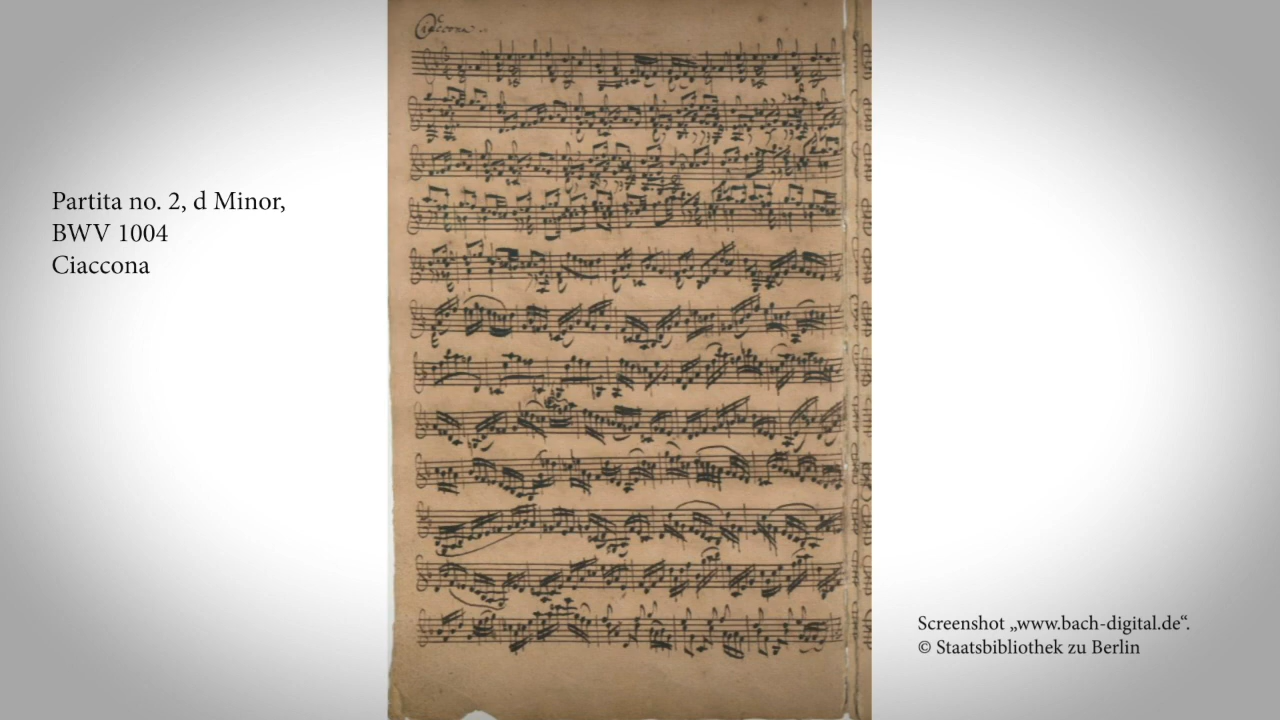 Ciaccona.
Partita no. 2, d Minor,
BWV 1004
Ciaccona
Screenshot „www.bach-digital.de“.
© Staatsbibliothek zu Berlin